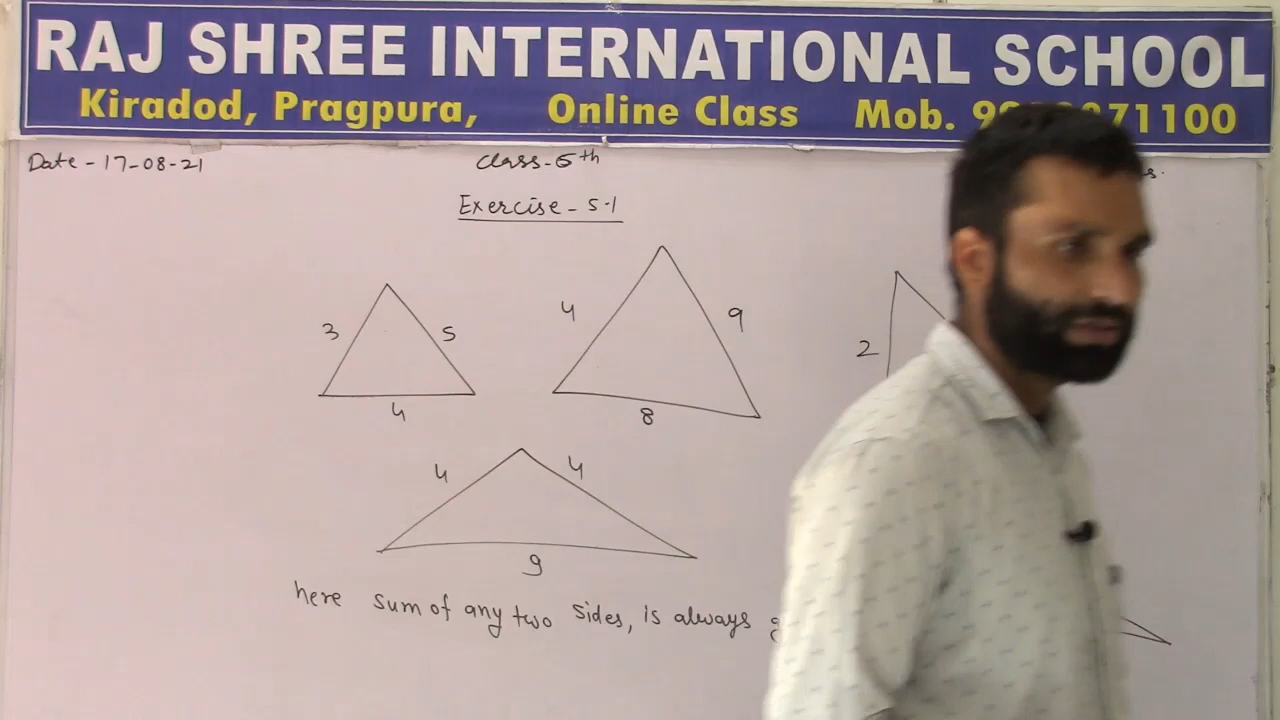 RAJ SHREE INTERNATIONAL SCHOOL
Kiradod, Pragpura, Online Class Mob. 71100
Date - 17-08-21 Class - 6th
Exercise - 5.1
3 5 4
4 9 8
2
4 4 9
here sum of any two sides, is always